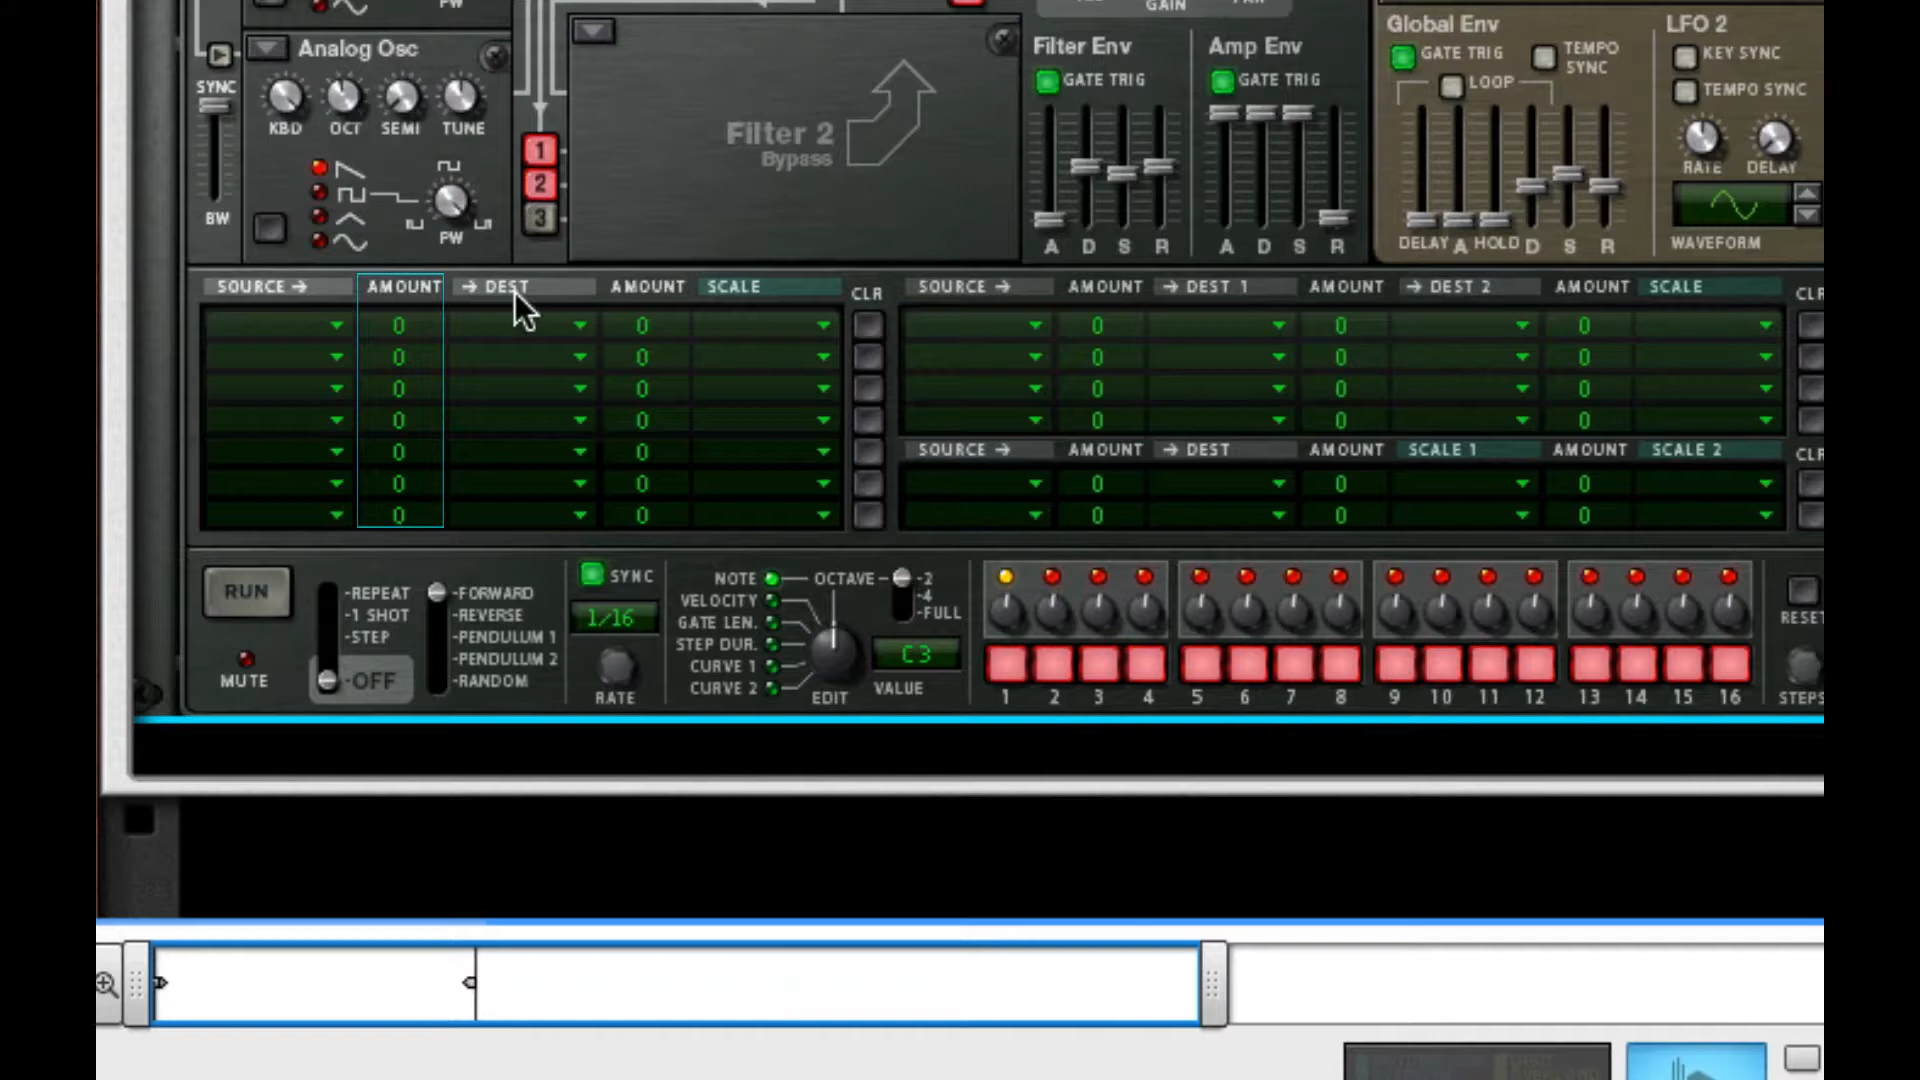 PW
GAIN
Analog Osc
SYNC
KBD OCT SEMI TUNE
PW
BW
1
2
3
Filter 2
Bypass
Filter Env
GATE TRIG
A D S R
Amp Env
GATE TRIG
A D S R
Global Env
GATE TRIG
TEMPO SYNC
LOOP
DELAY A HOLD D S R
LFO 2
KEY SYNC
TEMPO SYNC
RATE DELAY
WAVEFORM
SOURCE → AMOUNT → DEST AMOUNT SCALE CLR
0 0
0 0
0 0
0 0
0 0
0 0
0 0
SOURCE → AMOUNT → DEST 1 AMOUNT → DEST 2 AMOUNT SCALE
0 0 0
0 0 0
0 0 0
0 0 0
SOURCE → AMOUNT → DEST AMOUNT SCALE 1 AMOUNT SCALE 2
0 0 0
0 0 0
RUN
MUTE
-REPEAT
-1 SHOT
-STEP
-OFF
-FORWARD
-REVERSE
-PENDULUM 1
-PENDULUM 2
-RANDOM
SYNC
1/16
RATE
NOTE
VELOCITY
GATE LEN.
STEP DUR.
CURVE 1
CURVE 2
OCTAVE
-2
-4
-FULL
EDIT
C3
VALUE
1 2 3 4 5 6 7 8 9 10 11 12 13 14 15 16
RESET
STEPS